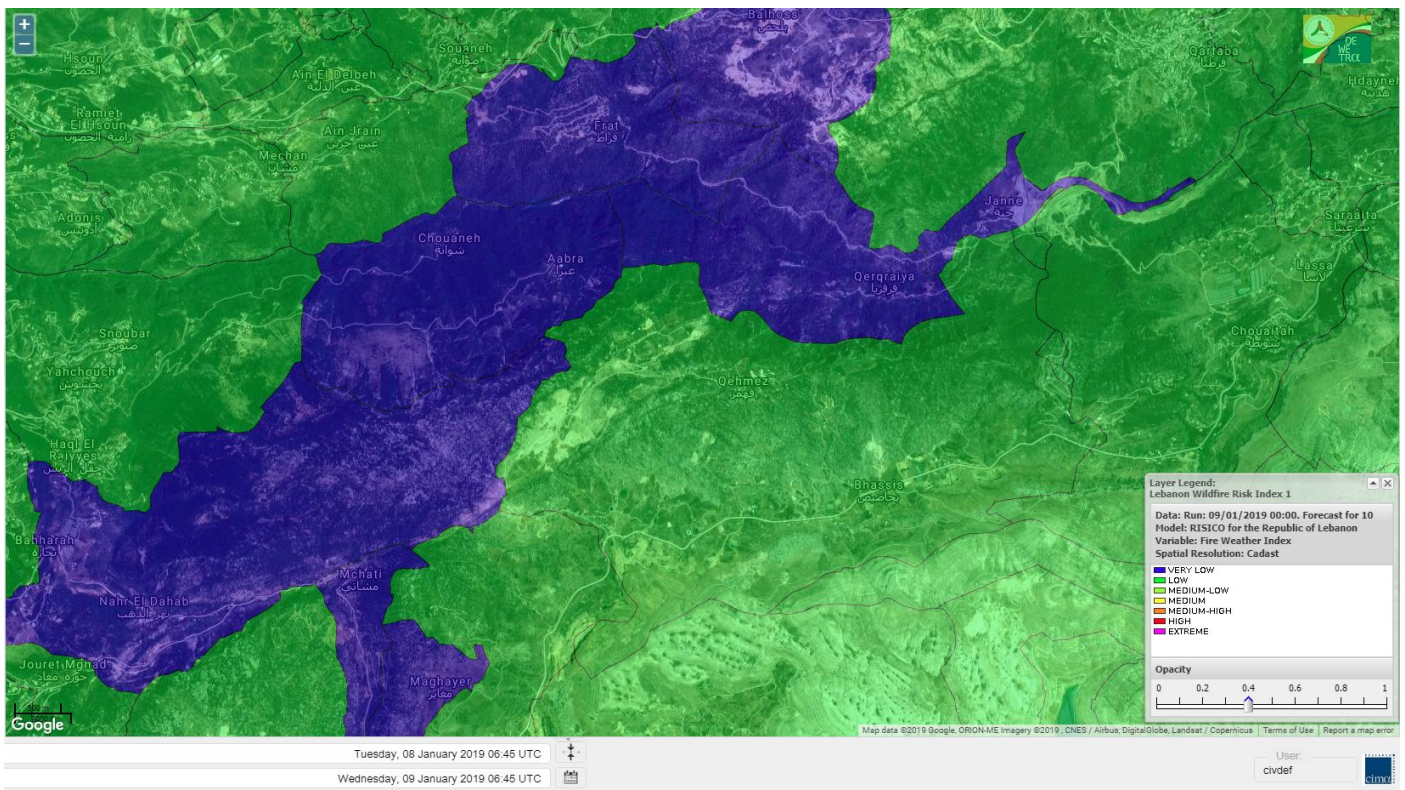 +
−
Balhoss
بلحص
DE
WE
TRα
Souaneh
صوانه
Qartaba
قرطبا
Hsoun
الحصون
Ain El Delbeh
عين الدلبة
Hdayneh
هدينة
Ramiet
El Hsoun
رامية الحصون
Ain Jrain
عين جرين
Frat
فراط
Mechan
مشان
Janne
جنة
Adonis
أدونيس
Saraaita
سرعيتا
Chouaneh
شوانة
Aabra
عبرا
Lassa
لاسا
Qerqraiya
قرقريا
Snoubar
صنوبر
Chouaitah
شويطة
Yahchouch
يحشوش
Qehmez
قهمز
Haql El
Raiyyes
حقل الريس
Bhassis
بحاصيص
Bahharah
بحارة
Mchati
مشاتي
Nahr El Dahab
نهر الذهب
Jouret Mghad
جورة مغاد
Maghayer
مغاير
500 m
Google
Layer Legend:
Lebanon Wildfire Risk Index 1
Data: Run: 09/01/2019 00:00. Forecast for 10
Model: RISICO for the Republic of Lebanon
Variable: Fire Weather Index
Spatial Resolution: Cadast
VERY LOW
LOW
MEDIUM-LOW
MEDIUM
MEDIUM-HIGH
HIGH
EXTREME
Opacity
0 0.2 0.4 0.6 0.8 1
Map data ©2019 Google, ORION-ME Imagery ©2019 , CNES / Airbus, DigitalGlobe, Landsat / Copernicus Terms of Use Report a map error
Tuesday, 08 January 2019 06:45 UTC
Wednesday, 09 January 2019 06:45 UTC
User:
civdef
cima